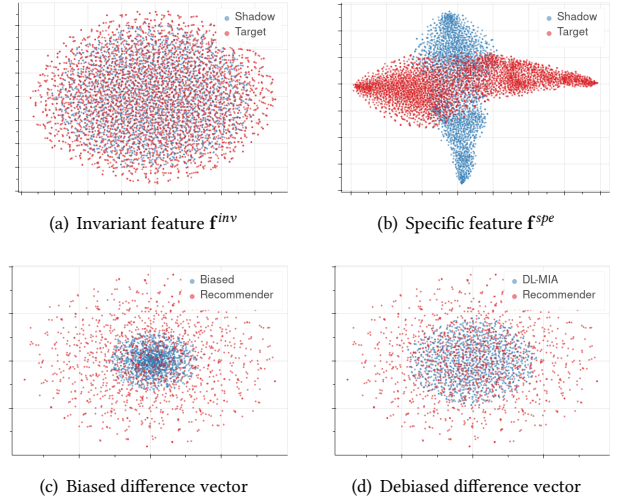 Shadow
Target
Shadow
Target
(a) Invariant feature f^inv
(b) Specific feature f^spe
Biased
Recommender
DL-MIA
Recommender
(c) Biased difference vector
(d) Debiased difference vector